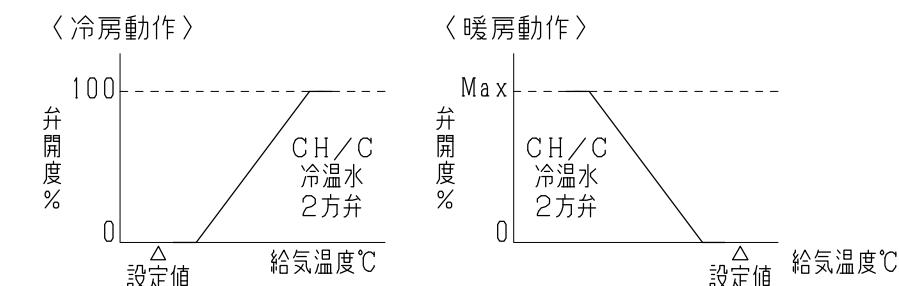 〈冷房動作〉
100
弁開度%
CH/C
冷温水
2方弁
0
給気温度℃
△
設定値
〈暖房動作〉
Max
弁開度%
CH/C
冷温水
2方弁
0
給気温度℃
△
設定値